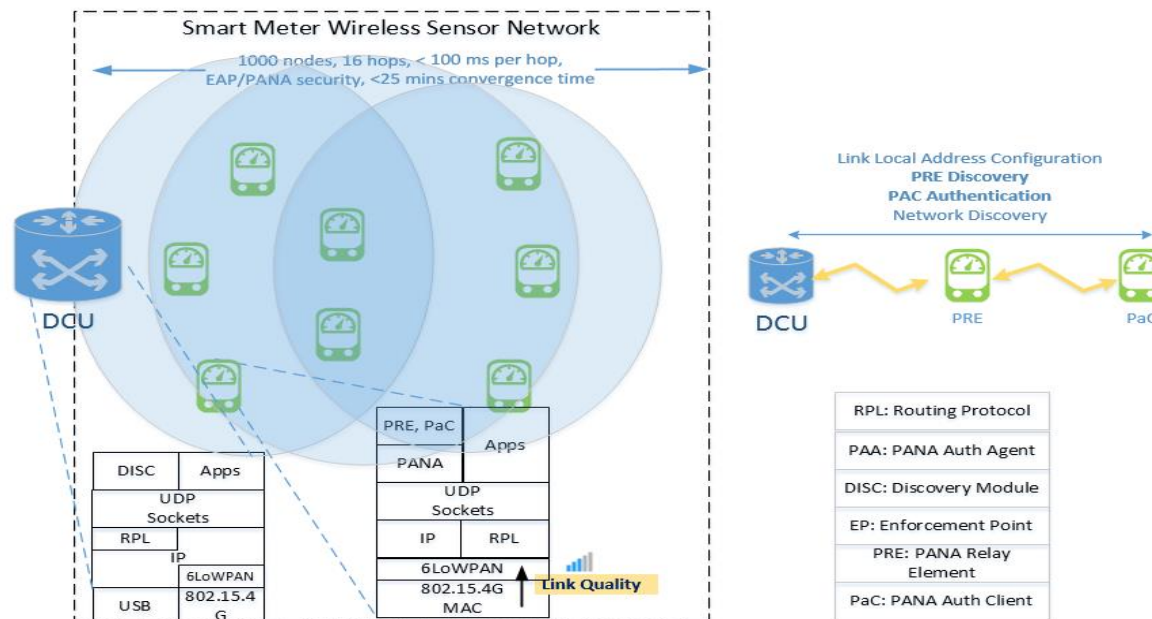 Smart Meter Wireless Sensor Network
1000 nodes, 16 hops, < 100 ms per hop,
EAP/PANA security, <25 mins convergence time
DCU
PRE, PaC
Apps
PANA
UDP
Sockets
IP
RPL
6LoWPAN
802.15.4G
MAC
Link Quality
DISC
Apps
UDP
Sockets
RPL
IP
6LoWPAN
USB
802.15.4
G
Link Local Address Configuration
PRE Discovery
PAC Authentication
Network Discovery
DCU
PRE
PaC
RPL: Routing Protocol
PAA: PANA Auth Agent
DISC: Discovery Module
EP: Enforcement Point
PRE: PANA Relay
Element
PaC: PANA Auth Client